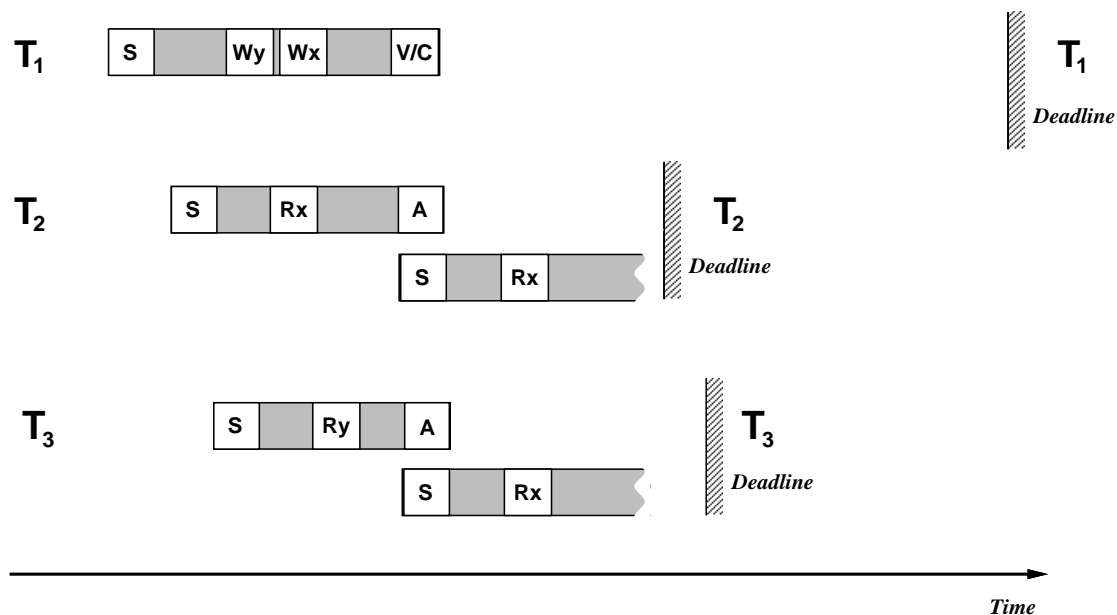 T1 S Wy Wx V/C T1
Deadline
T2 S Rx A T2
Deadline
S Rx
T3 S Ry A T3
Deadline
S Rx
Time